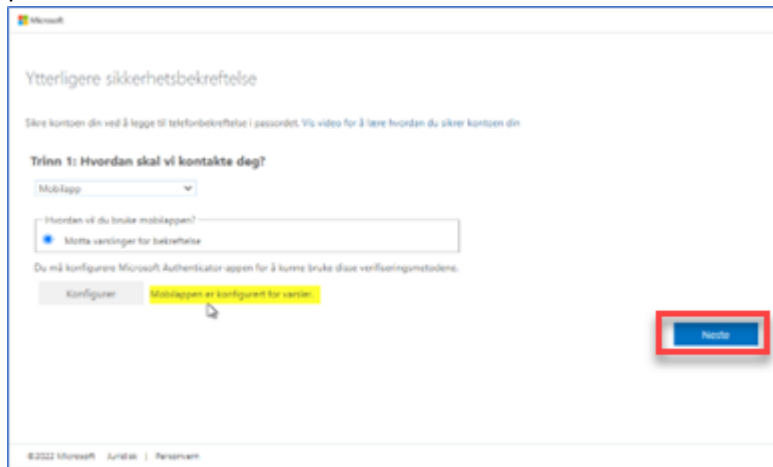 Microsoft
Ytterligere sikkerhetsbekreftelse
Sikre kontoen din ved å legge til telefonbekreftelse i passordet. Vis video for å lære hvordan du sikrer kontoen din
Trinn 1: Hvordan skal vi kontakte deg?
Mobilapp
Hvordan vil du bruke mobilappen?
Motta varslinger for bekreftelse
Du må konfigurere Microsoft Authenticator-appen for å kunne bruke disse verifiseringsmetodene.
Konfigurer Mobilappen er konfigurert for varsler.
Neste
©2022 Microsoft Juridisk | Personvern